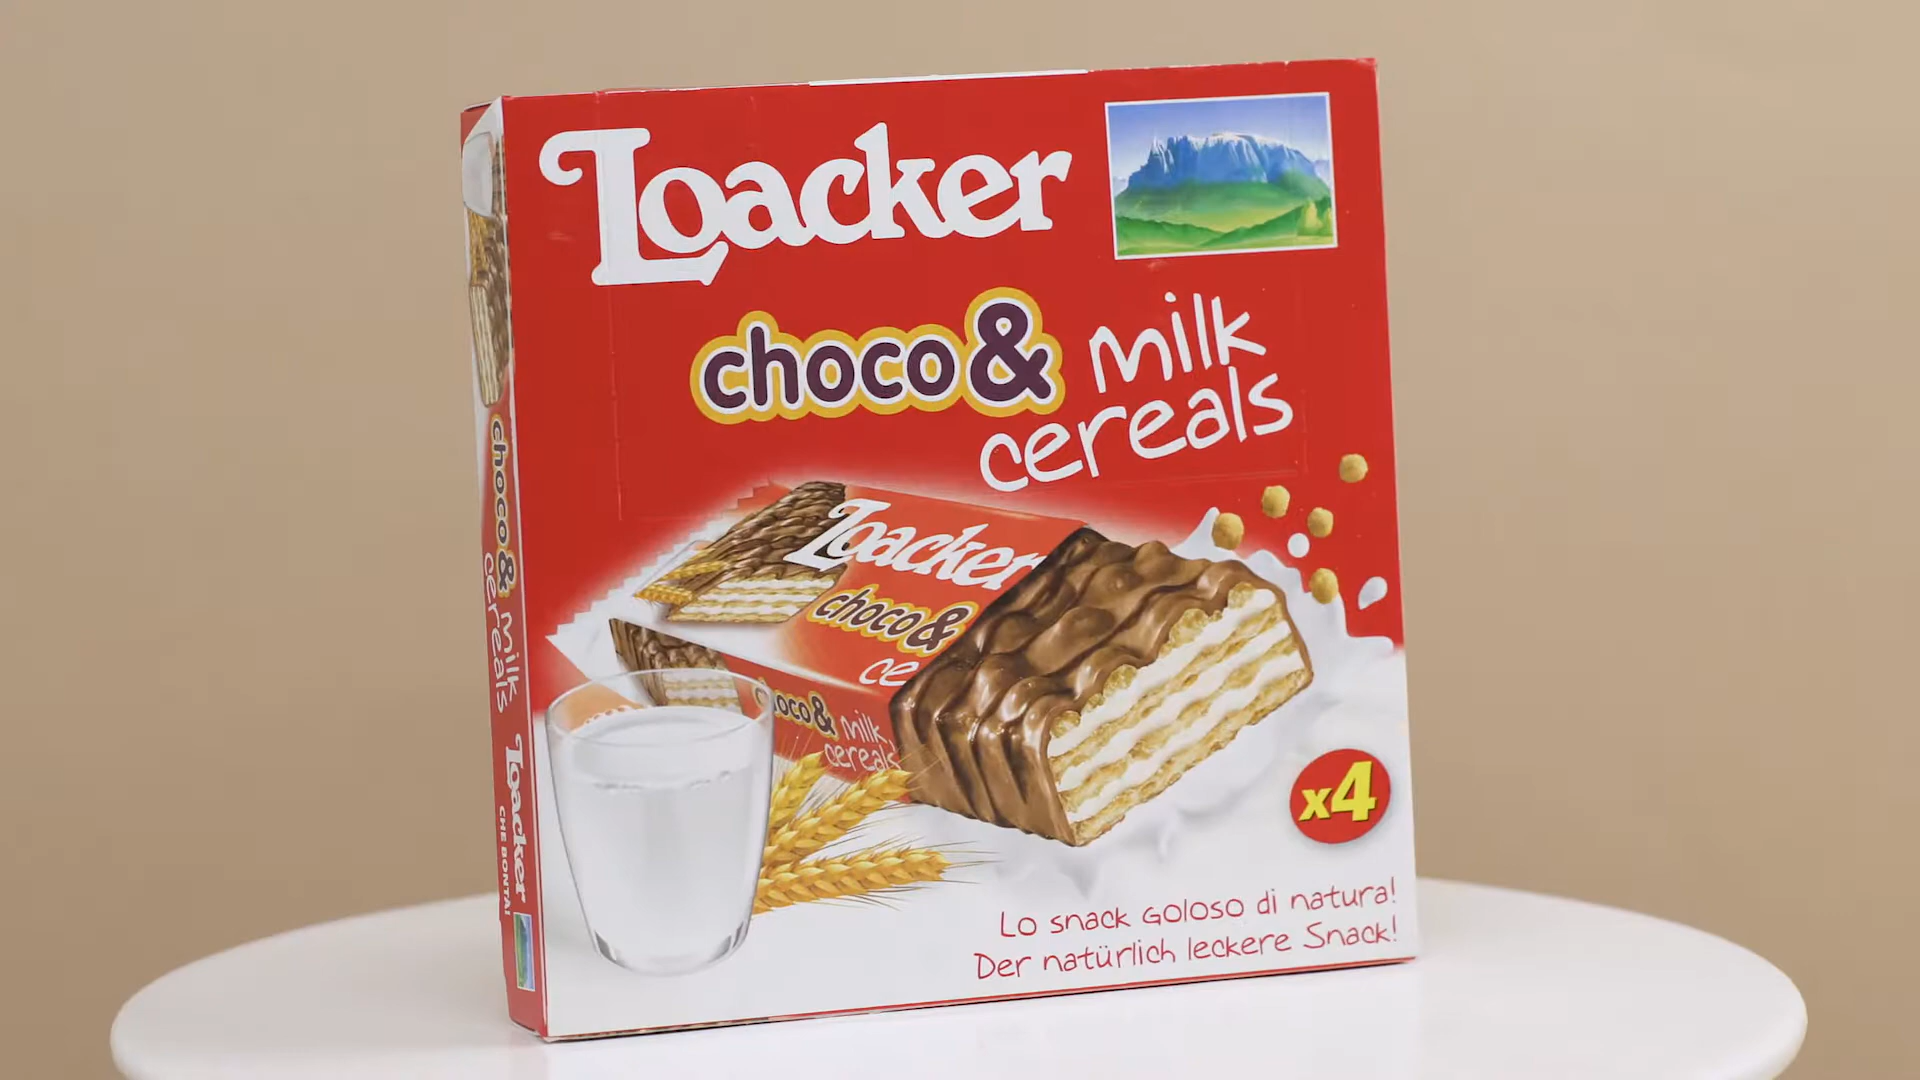 Loacker
choco& milk
cereals
Loacker
choco&
ce
choco& milk
cereals
x4
Lo snack goloso di natura!
Der natürlich leckere Snack!
choco& milk
cereals
Loacker
CHE BONTA!